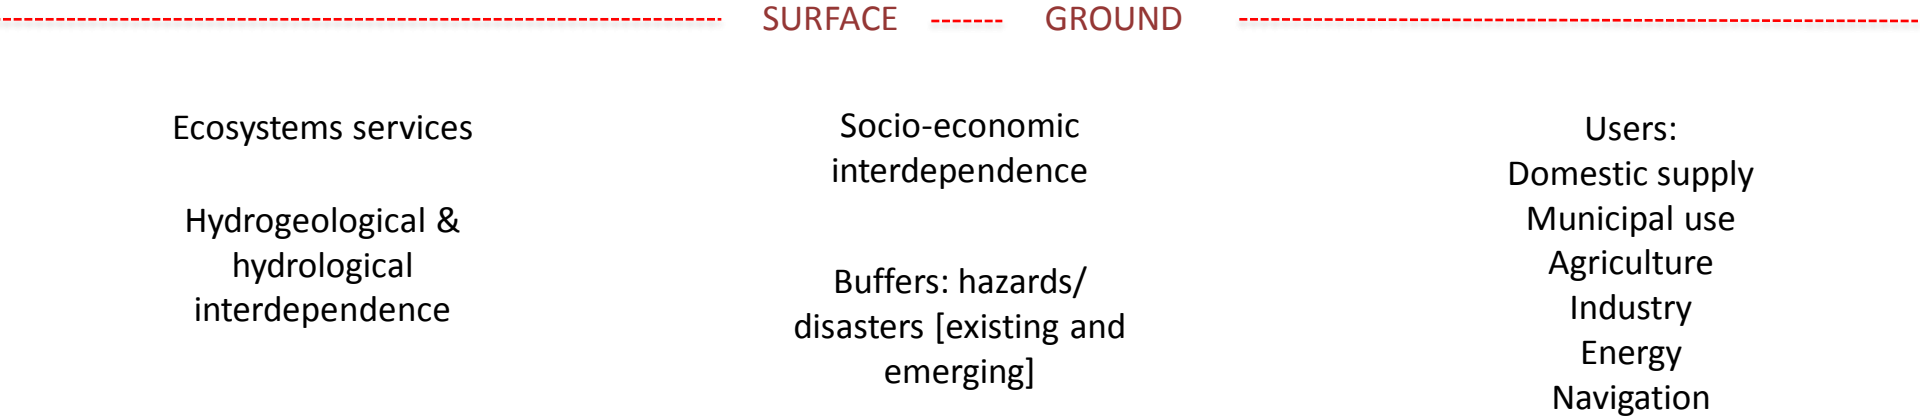 SURFACE GROUND
Ecosystems services
Hydrogeological &
hydrological
interdependence
Socio-economic
interdependence
Buffers: hazards/
disasters [existing and
emerging]
Users:
Domestic supply
Municipal use
Agriculture
Industry
Energy
Navigation